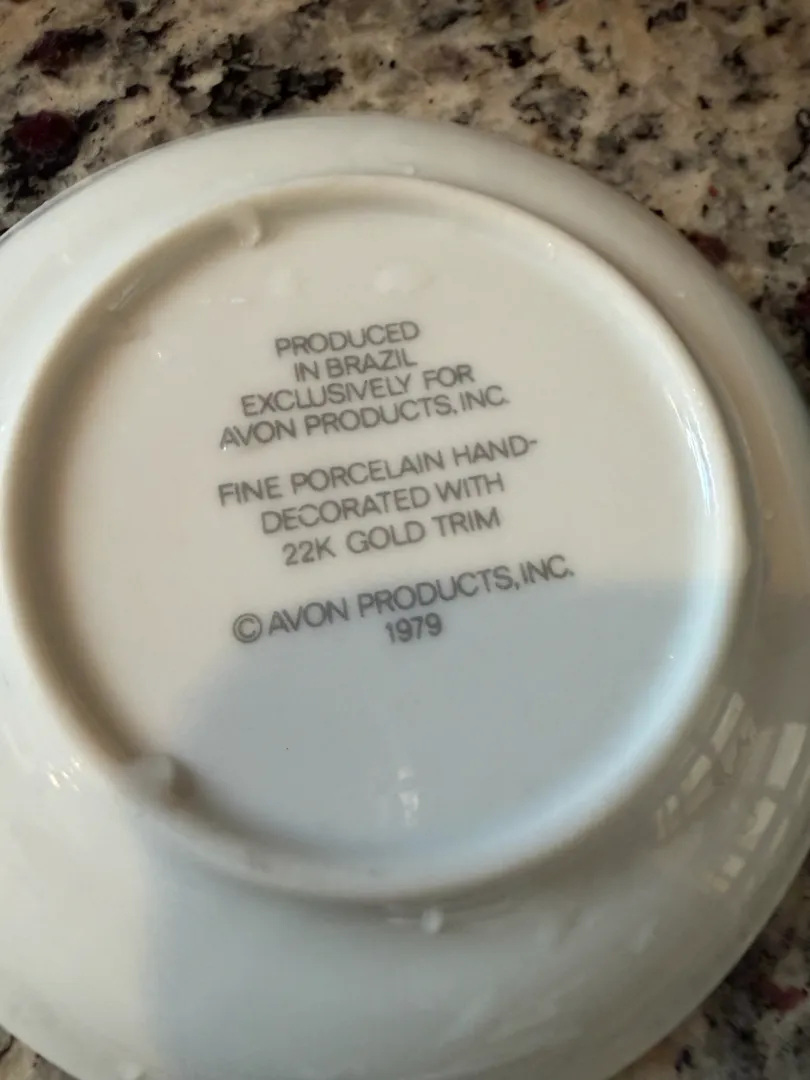 PRODUCED
IN BRAZIL
EXCLUSIVELY FOR
AVON PRODUCTS, INC.
FINE PORCELAIN HAND-
DECORATED WITH
22K GOLD TRIM
© AVON PRODUCTS, INC.
1979